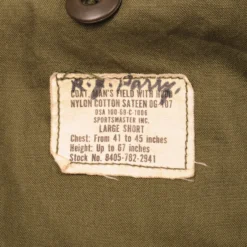 COAT, MAN'S FIELD WITH HOOD
NYLON COTTON SATEEN OG 107
DSA 100-69-C-1006
SPORTSMASTER INC.
LARGE SHORT
Chest: From 41 to 45 inches
Height: Up to 67 inches
Stock No. 8405-782-2941